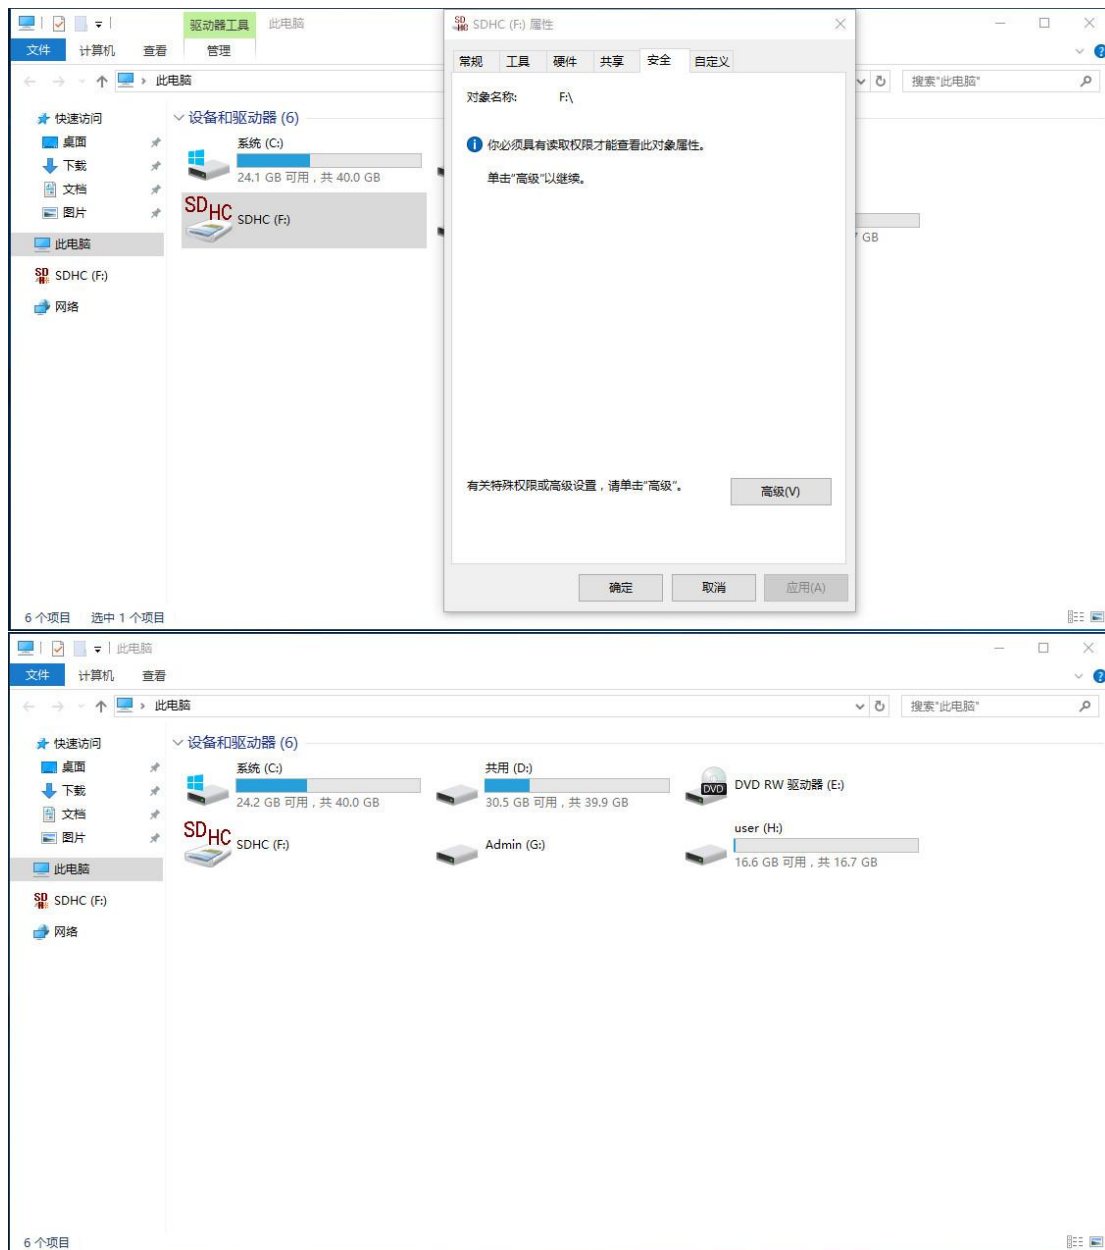 驱动器工具 此电脑
文件 计算机 查看 管理
此电脑
搜索"此电脑"
快速访问
桌面
下载
文档
图片
此电脑
SDHC (F:)
网络
设备和驱动器 (6)
系统 (C:)
24.1 GB 可用，共 40.0 GB
SDHC
SDHC (F:)
GB
SDHC (F:) 属性
常规 工具 硬件 共享 安全 自定义
对象名称: F:\
你必须具有读取权限才能查看此对象属性。
单击"高级"以继续。
有关特殊权限或高级设置，请单击"高级"。
高级(V)
确定 取消 应用(A)
6 个项目 选中 1 个项目
此电脑
文件 计算机 查看
此电脑
搜索"此电脑"
快速访问
桌面
下载
文档
图片
此电脑
SDHC (F:)
网络
设备和驱动器 (6)
系统 (C:)
24.2 GB 可用，共 40.0 GB
共用 (D:)
30.5 GB 可用，共 39.9 GB
DVD
DVD RW 驱动器 (E:)
SDHC
SDHC (F:)
Admin (G:)
user (H:)
16.6 GB 可用，共 16.7 GB
6 个项目